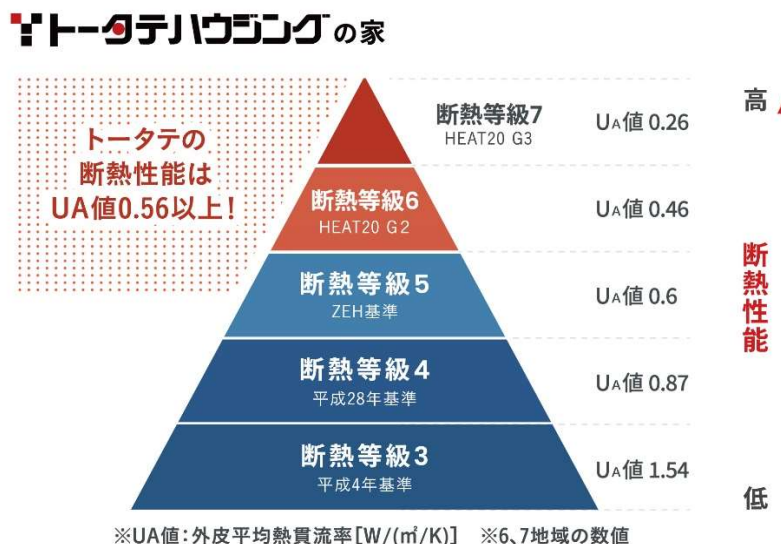 トータテハウジングの家
トータテの
断熱性能は
UA値0.56以上!
断熱等級7
HEAT20 G3
UA値 0.26
断熱等級6
HEAT20 G2
UA値 0.46
断熱等級5
ZEH基準
UA値 0.6
断熱等級4
平成28年基準
UA値 0.87
断熱等級3
平成4年基準
UA値 1.54
高
断熱性能
低
※UA値:外皮平均熱貫流率[W/(㎡/K)] ※6、7地域の数値